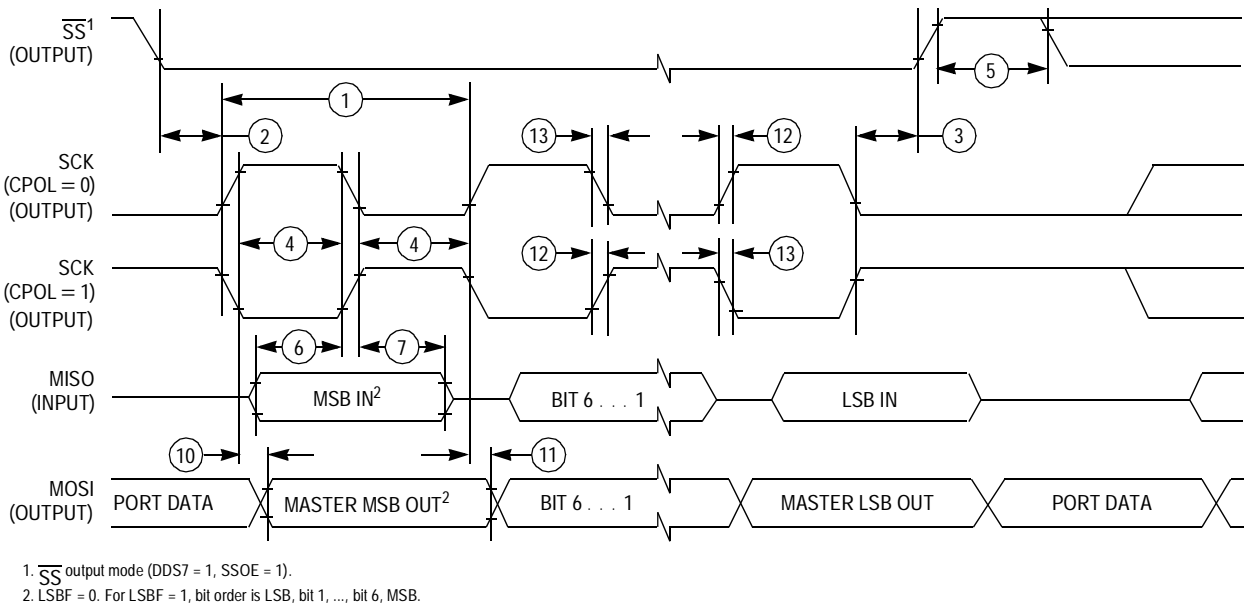 SS¹
(OUTPUT)
5
1
2
13
12
3
SCK
(CPOL = 0)
(OUTPUT)
4
4
12
13
SCK
(CPOL = 1)
(OUTPUT)
6
7
MISO
(INPUT)
MSB IN²
BIT 6 . . . 1
LSB IN
10
11
MOSI
(OUTPUT)
PORT DATA
MASTER MSB OUT²
BIT 6 . . . 1
MASTER LSB OUT
PORT DATA
1. SS output mode (DDS7 = 1, SSOE = 1).
2. LSBF = 0. For LSBF = 1, bit order is LSB, bit 1, ..., bit 6, MSB.